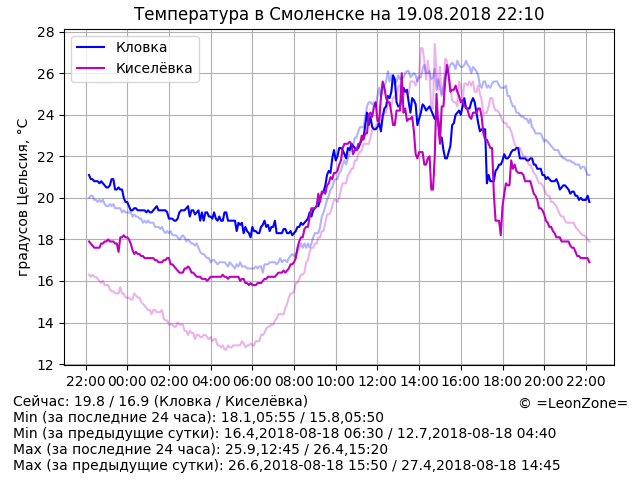 Температура в Смоленске на 19.08.2018 22:10
Кловка
Киселёвка
градусов Цельсия, °C
28
26
24
22
20
18
16
14
12
22:00 00:00 02:00 04:00 06:00 08:00 10:00 12:00 14:00 16:00 18:00 20:00 22:00
Сейчас: 19.8 / 16.9 (Кловка / Киселёвка)
© =LeonZone=
Min (за последние 24 часа): 18.1,05:55 / 15.8,05:50
Min (за предыдущие сутки): 16.4,2018-08-18 06:30 / 12.7,2018-08-18 04:40
Max (за последние 24 часа): 25.9,12:45 / 26.4,15:20
Max (за предыдущие сутки): 26.6,2018-08-18 15:50 / 27.4,2018-08-18 14:45